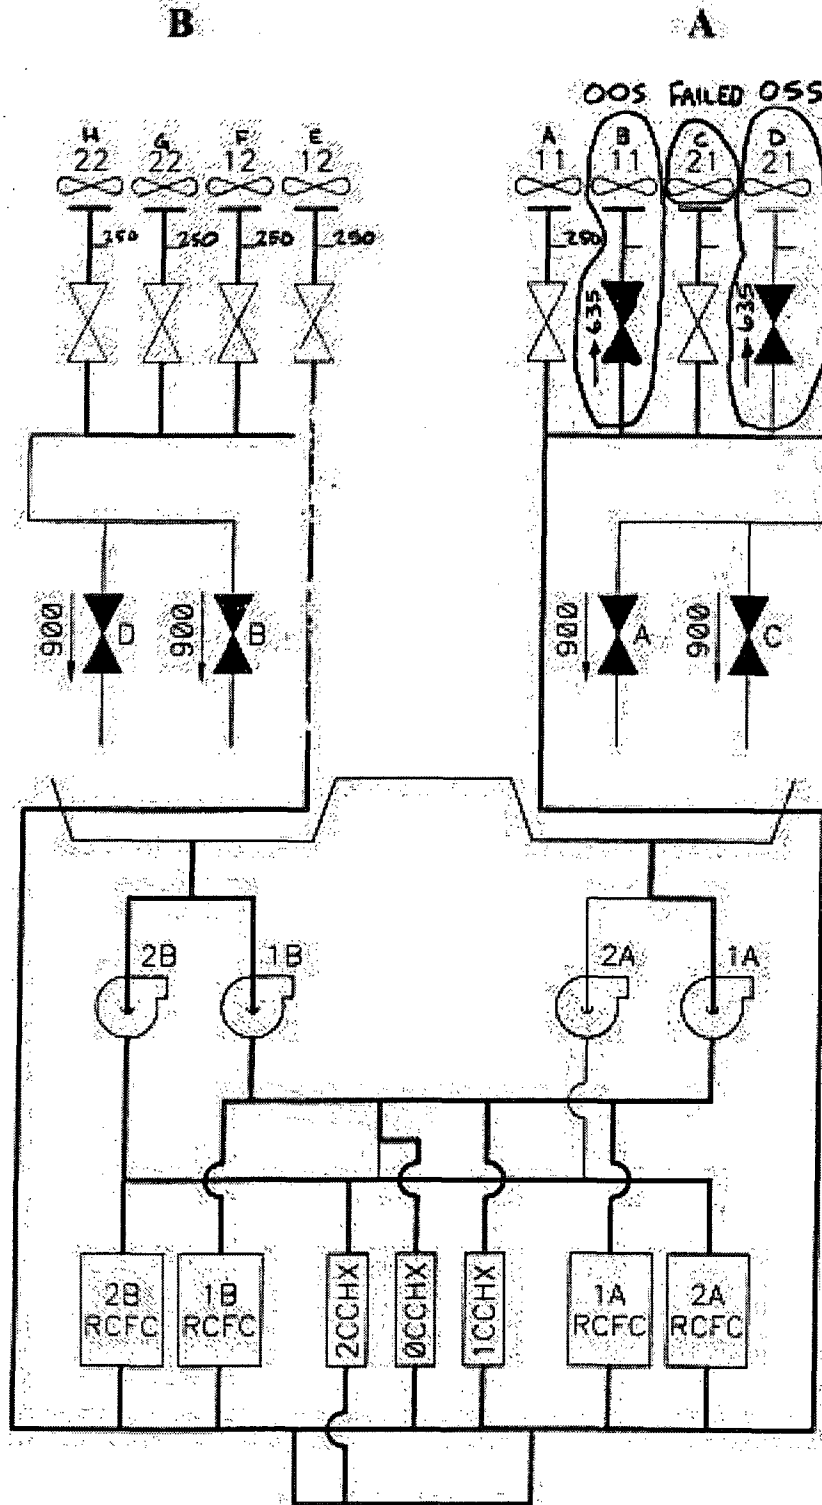 B A
OOS FAILED OSS
H G F E A B C D
22 22 12 12 11 11 21 21
250 250 250 250 250
635 635
900 D 900 B 900 A 900 C
2B 1B 2A 1A
2B RCFC
1B RCFC
2CCHX
0CCHX
1CCHX
1A RCFC
2A RCFC